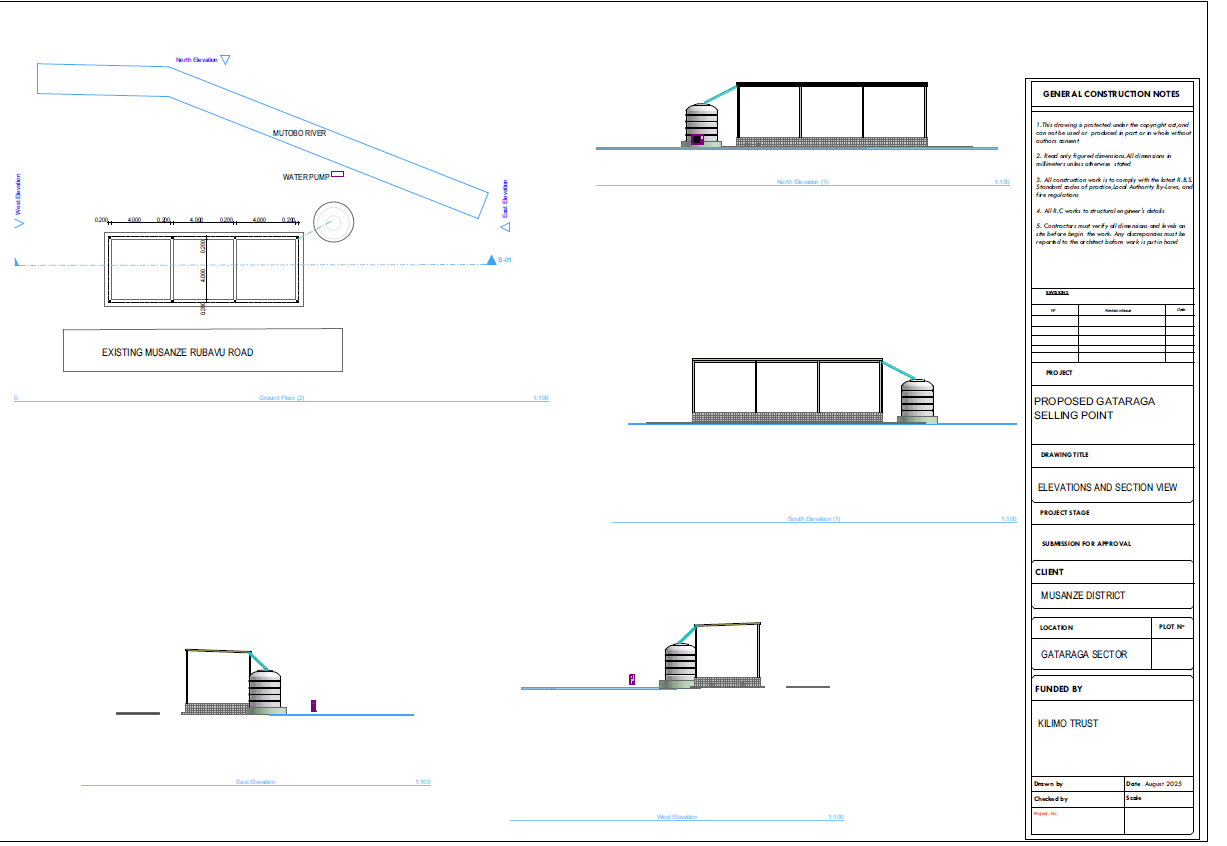 North Elevation
MUTOBO RIVER
WATER PUMP
West Elevation
East Elevation
0.200 4.000 0.200 4.000 0.200 4.000 0.200
0.200
4.000
0.200
S-01
EXISTING MUSANZE RUBAVU ROAD
0. Ground Floor (2) 1:100
North Elevation (1) 1:100
South Elevation (1) 1:100
East Elevation 1:100
West Elevation 1:100
GENERAL CONSTRUCTION NOTES
1.This drawing is protected under the copyright act,and
can not be used or produced in part or in whole without
authors consent
2. Read only figured dimensions.All dimensions in
millimeters unless otherwise stated
3. All construction work is to comply with the latest R.B.S.
Standard codes of practice,Local Authority By-Laws, and
fire regulations
4. All R.C works to structural engineer's details
5. Contractors must verify all dimensions and levels on
site before begin the work. Any discrepancies must be
reported to the architect before work is put in hand
REVISIONS
N° Date
PROJECT
PROPOSED GATARAGA
SELLING POINT
DRAWING TITLE
ELEVATIONS AND SECTION VIEW
PROJECT STAGE
SUBMISSION FOR APPROVAL
CLIENT
MUSANZE DISTRICT
LOCATION PLOT N°
GATARAGA SECTOR
FUNDED BY
KILIMO TRUST
Drawn by Date August 2025
Checked by Scale
Project. No.